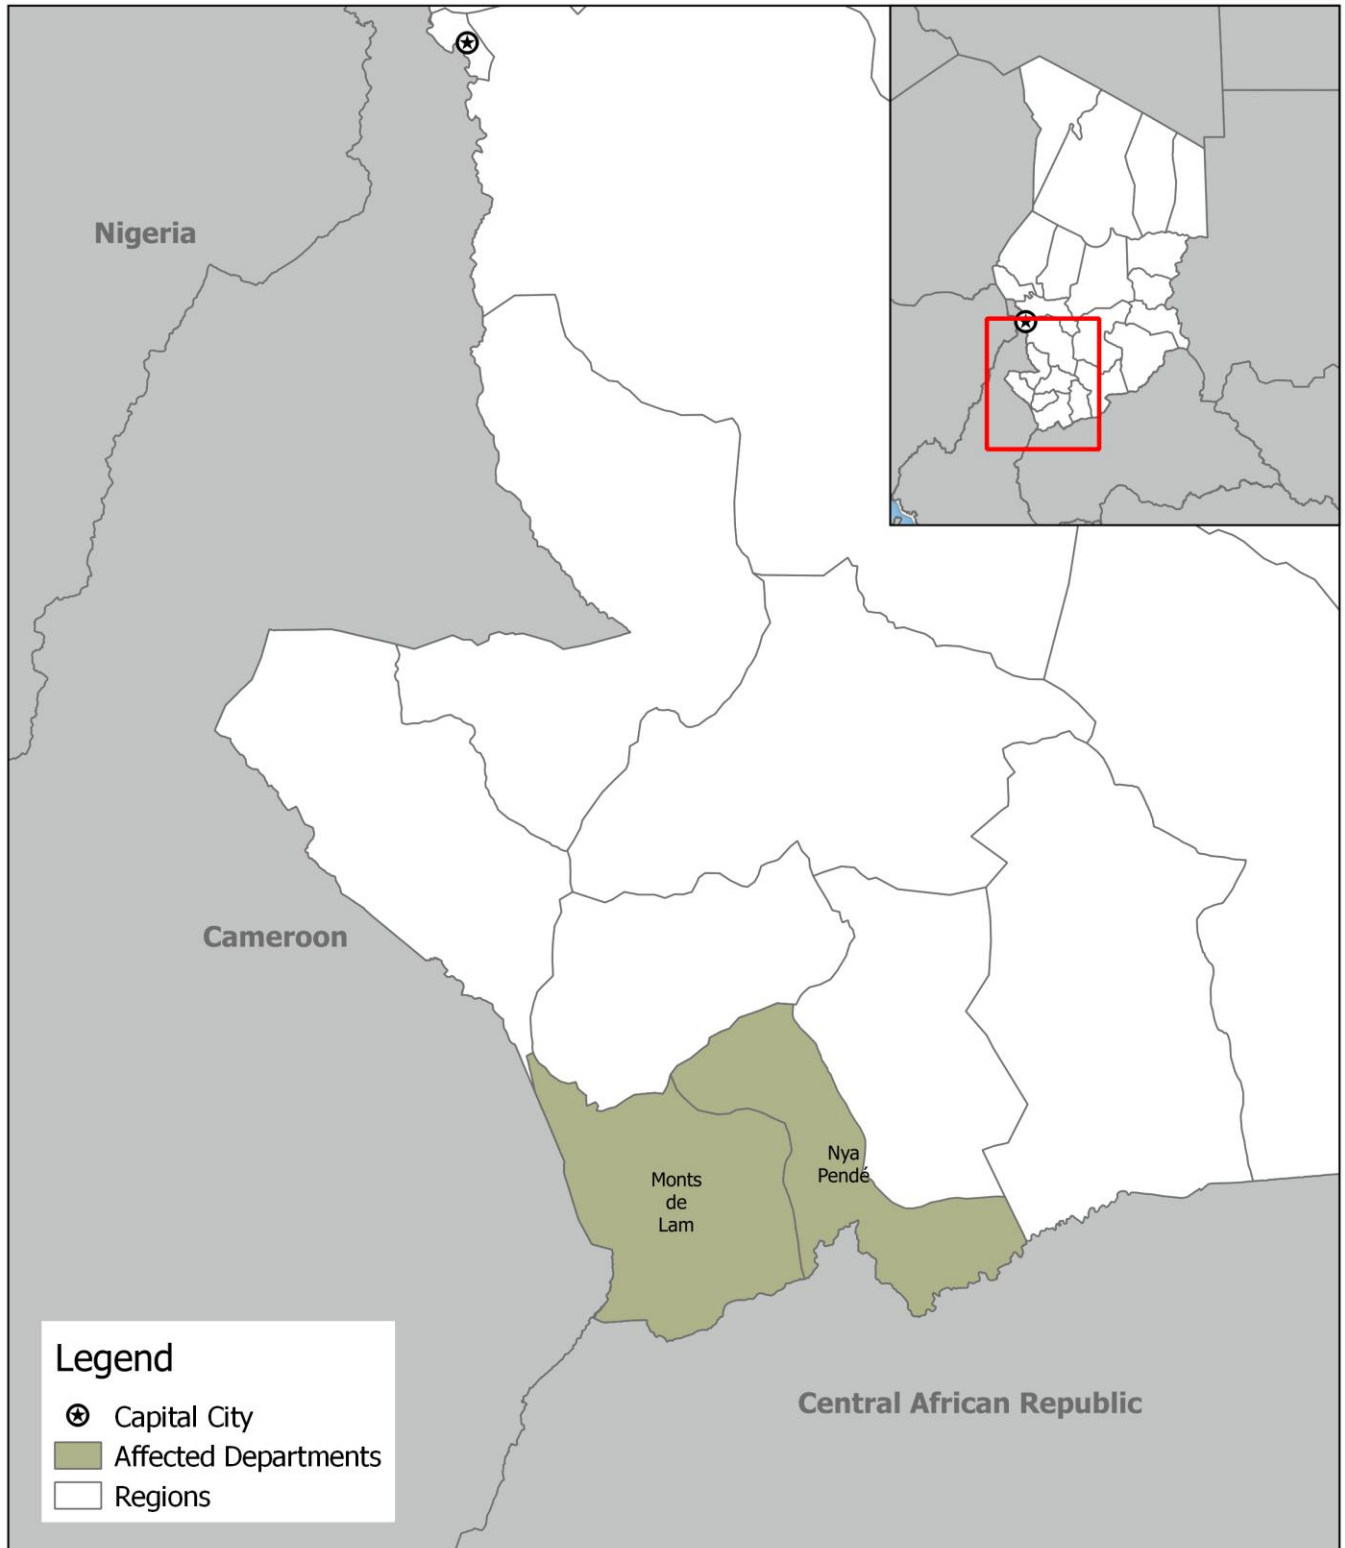 Nigeria
Cameroon
Nya
Pendé
Monts
de
Lam
Central African Republic
Legend
Capital City
Affected Departments
Regions